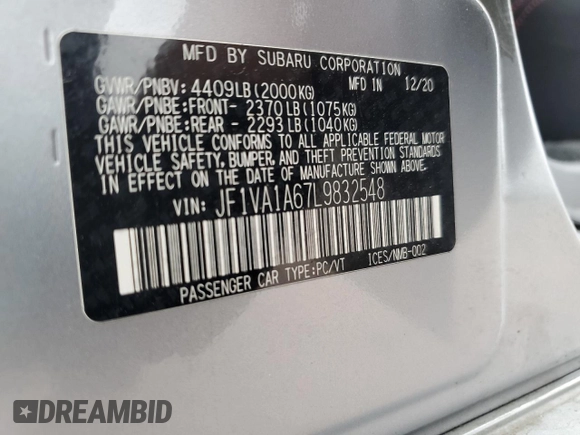 MFD BY SUBARU CORPORATION
GVWR/PNBV: 4409LB(2000KG) MFD IN 12/20
GAWR/PNBE:FRONT- 2370LB(1075KG)
GAWR/PNBE:REAR - 2293LB(1040KG)
THIS VEHICLE CONFORMS TO ALL APPLICABLE FEDERAL MOTOR
VEHICLE SAFETY, BUMPER, AND THEFT PREVENTION STANDARDS
IN EFFECT ON THE DATE OF MANUFACTURE SHOWN ABOVE.
VIN: JF1VA1A67L9832548
PASSENGER CAR TYPE:PC/VT ICES/NMB-002
DREAMBID